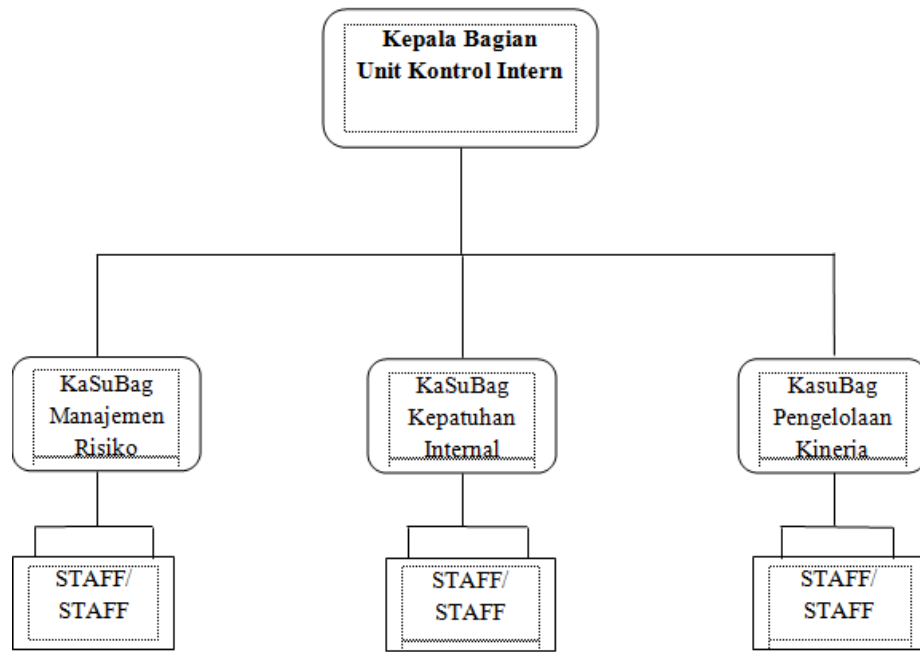 Kepala Bagian
Unit Kontrol Intern
KaSuBag
Manajemen
Risiko
KaSuBag
Kepatuhan
Internal
KasuBag
Pengelolaan
Kinerja
STAFF/
STAFF
STAFF/
STAFF
STAFF/
STAFF